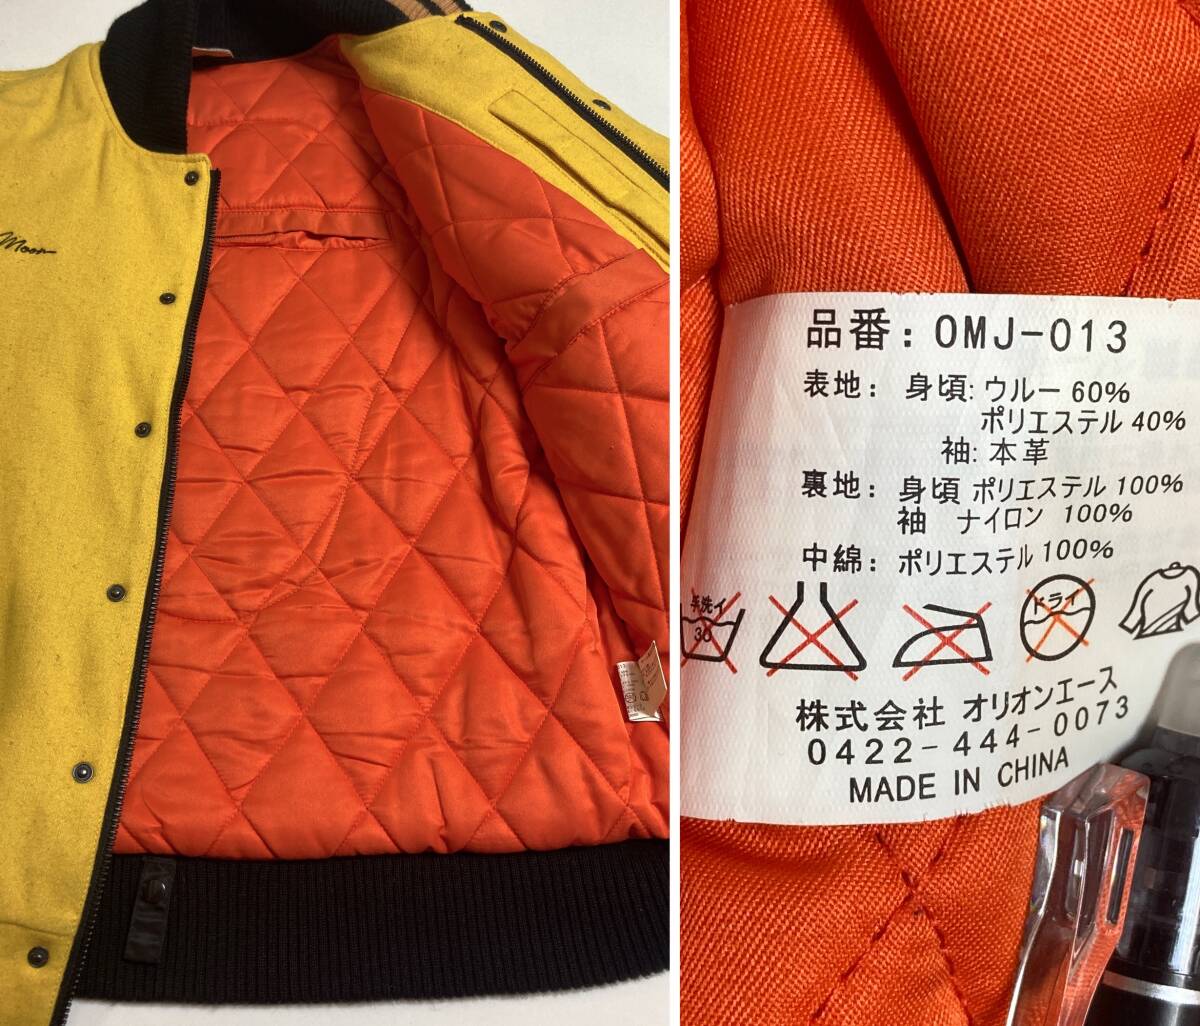 Moon
品番: OMJ-013
表地: 身頃: ウルー 60%
ポリエステル 40%
袖: 本革
裏地: 身頃 ポリエステル 100%
袖 ナイロン 100%
中綿: ポリエステル 100%
手洗イ
30
ドライ
株式会社 オリオンエース
0422-444-0073
MADE IN CHINA